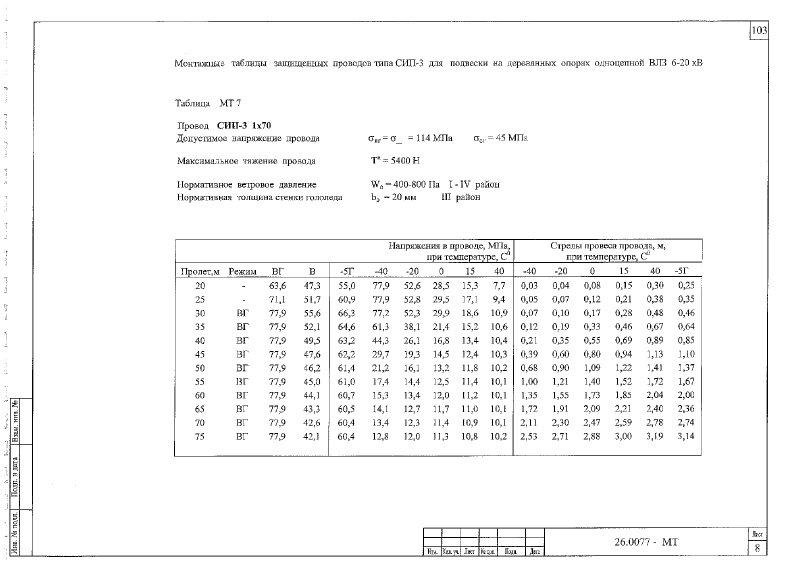 103
Монтажные таблицы защищенных проводов типа СИП-3 для подвески на деревянных опорах одноцепной ВЛЗ 6-20 кВ
Таблица МТ 7
Провод СИП-3 1х70
Допустимое напряжение провода σвг = σ_ = 114 МПа σсг = 45 МПа
Максимальное тяжение провода Тн = 5400 Н
Нормативное ветровое давление W0 = 400-800 Па I - IV район
Нормативная толщина стенки гололеда bэ = 20 мм III район
Напряжения в проводе, МПа, при температуре, С0 Стрелы провеса провода, м, при температуре, С0
Пролет,м Режим ВГ В -5Г -40 -20 0 15 40 -40 -20 0 15 40 -5Г
20 - 63,6 47,3 55,0 77,9 52,6 28,5 15,3 7,7 0,03 0,04 0,08 0,15 0,30 0,25
25 - 71,1 51,7 60,9 77,9 52,8 29,5 17,1 9,4 0,05 0,07 0,12 0,21 0,38 0,35
30 ВГ 77,9 55,6 66,3 77,2 52,3 29,9 18,6 10,9 0,07 0,10 0,17 0,28 0,48 0,46
35 ВГ 77,9 52,1 64,6 61,3 38,1 21,4 15,2 10,6 0,12 0,19 0,33 0,46 0,67 0,64
40 ВГ 77,9 49,5 63,2 44,3 26,1 16,8 13,4 10,4 0,21 0,35 0,55 0,69 0,89 0,85
45 ВГ 77,9 47,6 62,2 29,7 19,3 14,5 12,4 10,3 0,39 0,60 0,80 0,94 1,13 1,10
50 ВГ 77,9 46,2 61,4 21,2 16,1 13,2 11,8 10,2 0,68 0,90 1,09 1,22 1,41 1,37
55 ВГ 77,9 45,0 61,0 17,4 14,4 12,5 11,4 10,1 1,00 1,21 1,40 1,52 1,72 1,67
60 ВГ 77,9 44,1 60,7 15,3 13,4 12,0 11,2 10,1 1,35 1,55 1,73 1,85 2,04 2,00
65 ВГ 77,9 43,3 60,5 14,1 12,7 11,7 11,0 10,1 1,72 1,91 2,09 2,21 2,40 2,36
70 ВГ 77,9 42,6 60,4 13,4 12,3 11,4 10,9 10,1 2,11 2,30 2,47 2,59 2,78 2,74
75 ВГ 77,9 42,1 60,4 12,8 12,0 11,3 10,8 10,2 2,53 2,71 2,88 3,00 3,19 3,14
Взам. инв. №
Подп. и дата
Инв. № подл.
Изм. Кол.уч. Лист №док. Подп. Дата
26.0077 - МТ
Лист
8